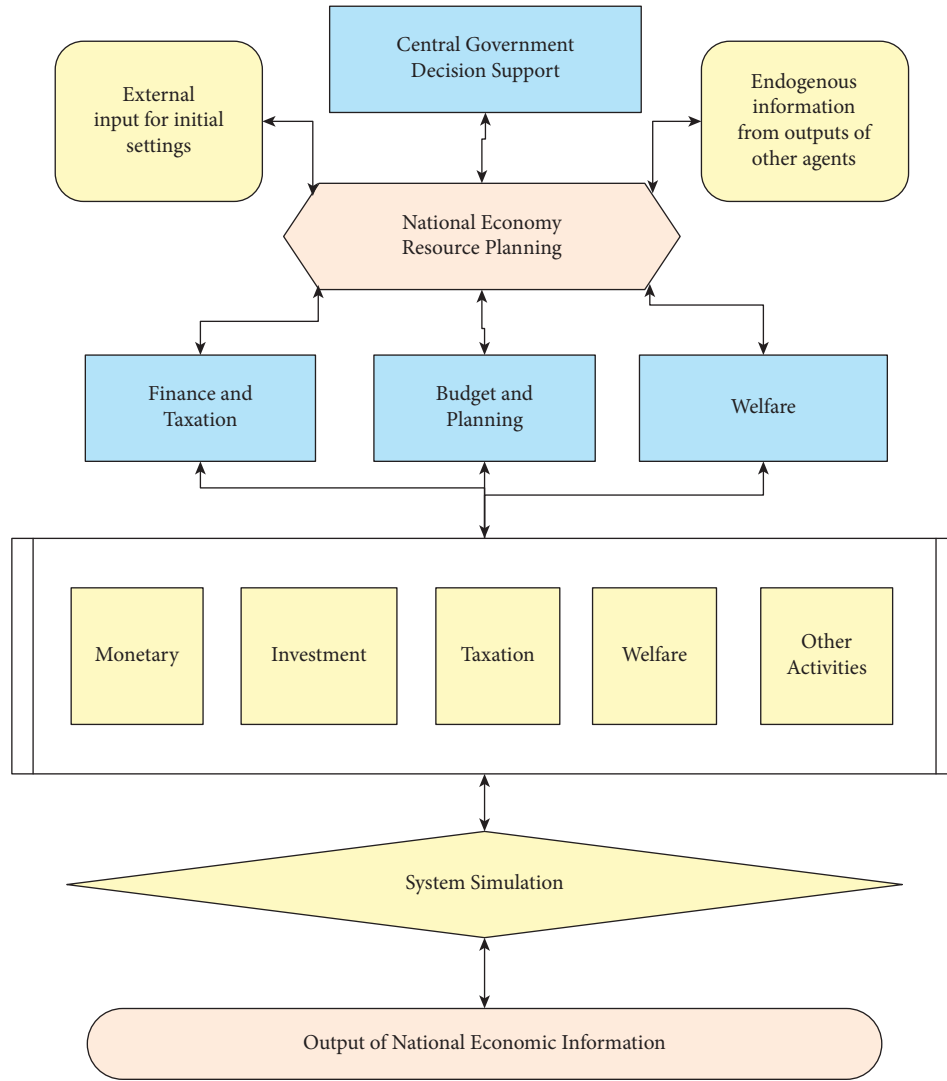 Central Government
Decision Support
External
input for initial
settings
Endogenous
information
from outputs of
other agents
National Economy
Resource Planning
Finance and
Taxation
Budget and
Planning
Welfare
Monetary
Investment
Taxation
Welfare
Other
Activities
System Simulation
Output of National Economic Information